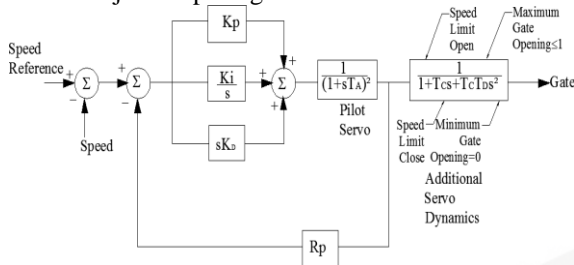 Speed
Reference
+
−
Σ
Speed
+
−
Σ
Kp
Ki
s
sKD
+
+
+
Σ
1
(1+sTA)²
Pilot
Servo
Speed
Limit
Open
Maximum
Gate
Opening≤1
1
1+TCs+TCTDs²
Gate
Speed
Limit
Close
Minimum
Gate
Opening=0
Additional
Servo
Dynamics
Rp